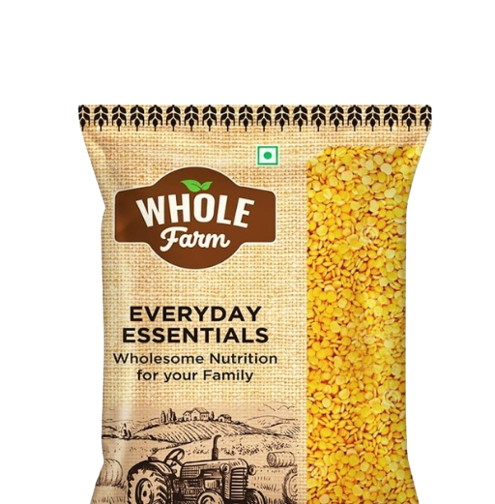 WHOLE
Farm
EVERYDAY
ESSENTIALS
Wholesome Nutrition
for your Family